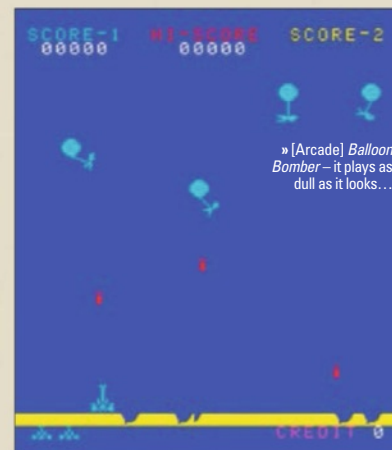 SCORE-1 HI-SCORE SCORE-2
00000 00000
» [Arcade] Balloon
Bomber – it plays as
dull as it looks…
CREDIT 0